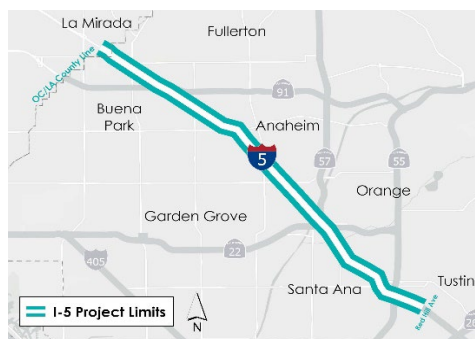 La Mirada
Fullerton
OC/LA County Line
91
Buena
Park
Anaheim
5
57
55
Orange
Garden Grove
22
405
Santa Ana
Tustin
Red Hill Ave
I-5 Project Limits
N